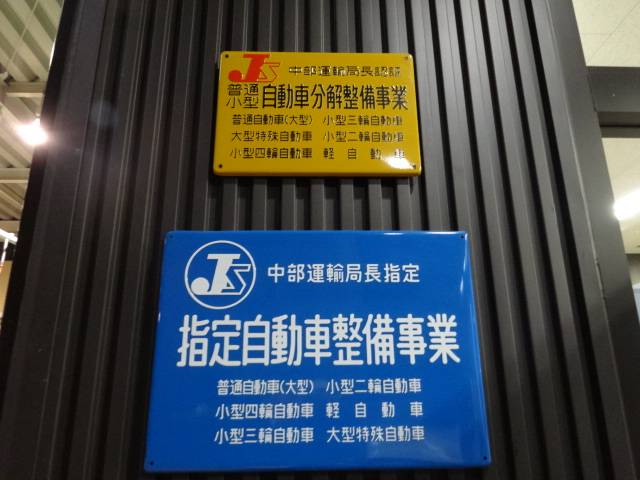 JS 中部運輸局長認証
普通
小型 自動車分解整備事業
普通自動車(大型) 小型三輪自動車
大型特殊自動車 小型二輪自動車
小型四輪自動車 軽自動車
JS 中部運輸局長指定
指定自動車整備事業
普通自動車(大型) 小型二輪自動車
小型四輪自動車 軽自動車
小型三輪自動車 大型特殊自動車